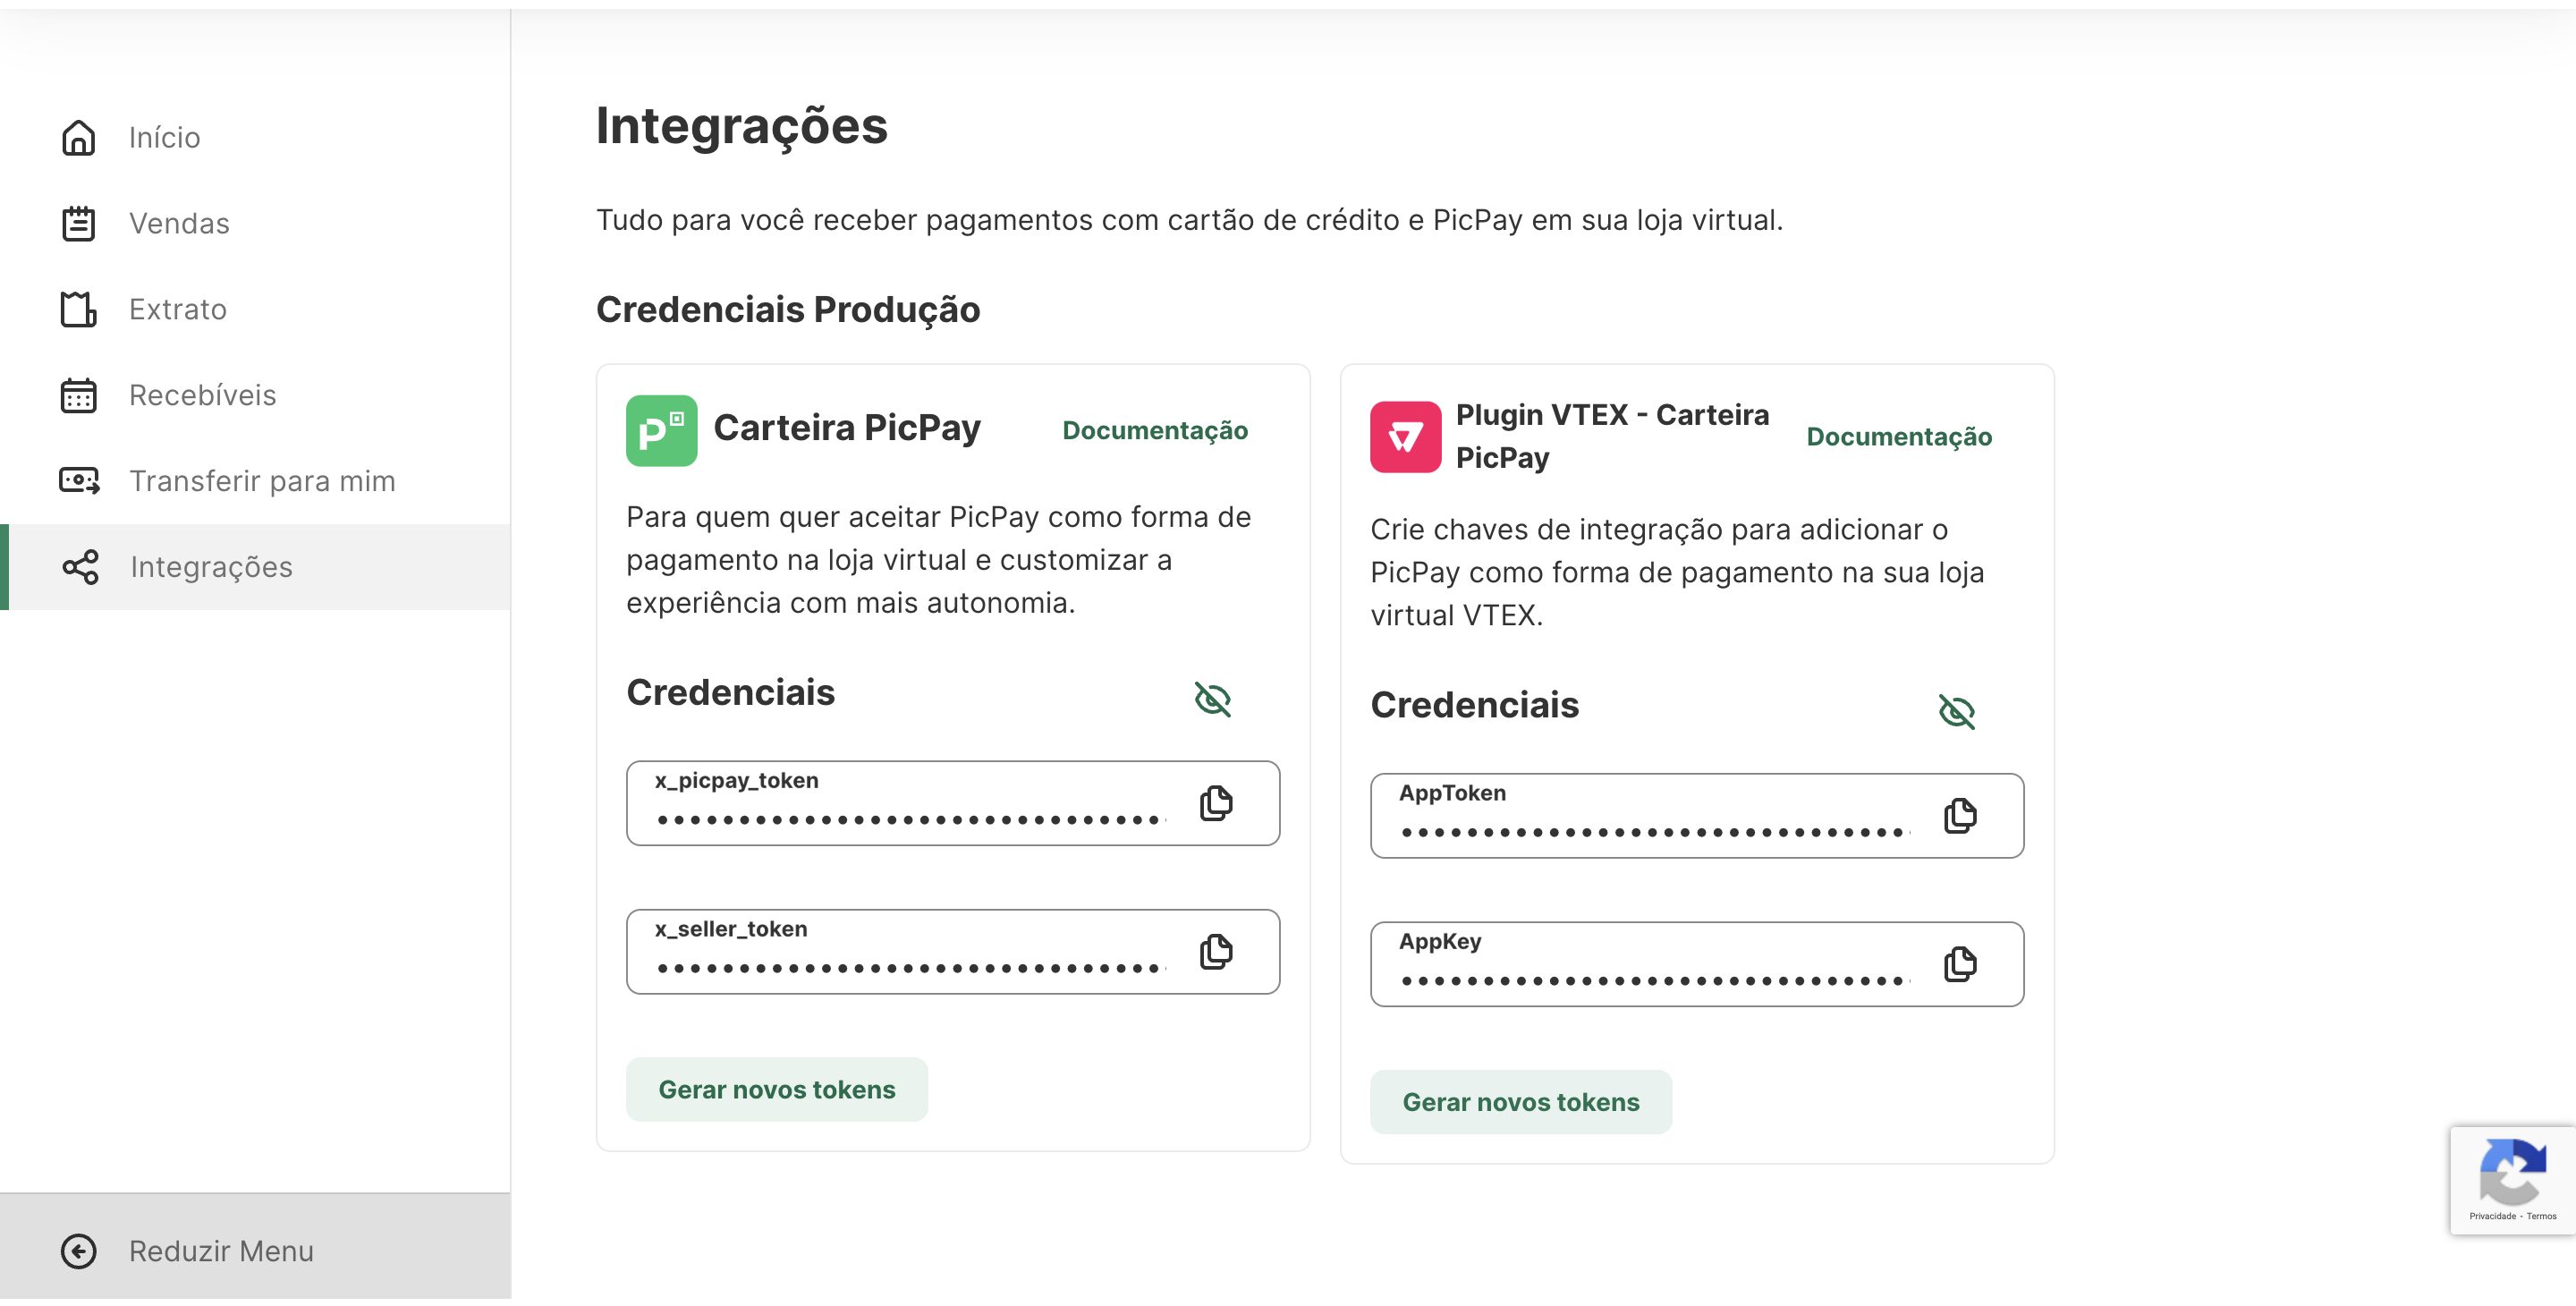 Início
Vendas
Extrato
Recebíveis
Transferir para mim
Integrações
Reduzir Menu
Integrações
Tudo para você receber pagamentos com cartão de crédito e PicPay em sua loja virtual.
Credenciais Produção
Carteira PicPay
Documentação
Para quem quer aceitar PicPay como forma de
pagamento na loja virtual e customizar a
experiência com mais autonomia.
Credenciais
x_picpay_token
x_seller_token
Gerar novos tokens
Plugin VTEX - Carteira
PicPay
Documentação
Crie chaves de integração para adicionar o
PicPay como forma de pagamento na sua loja
virtual VTEX.
Credenciais
AppToken
AppKey
Gerar novos tokens
Privacidade - Termos